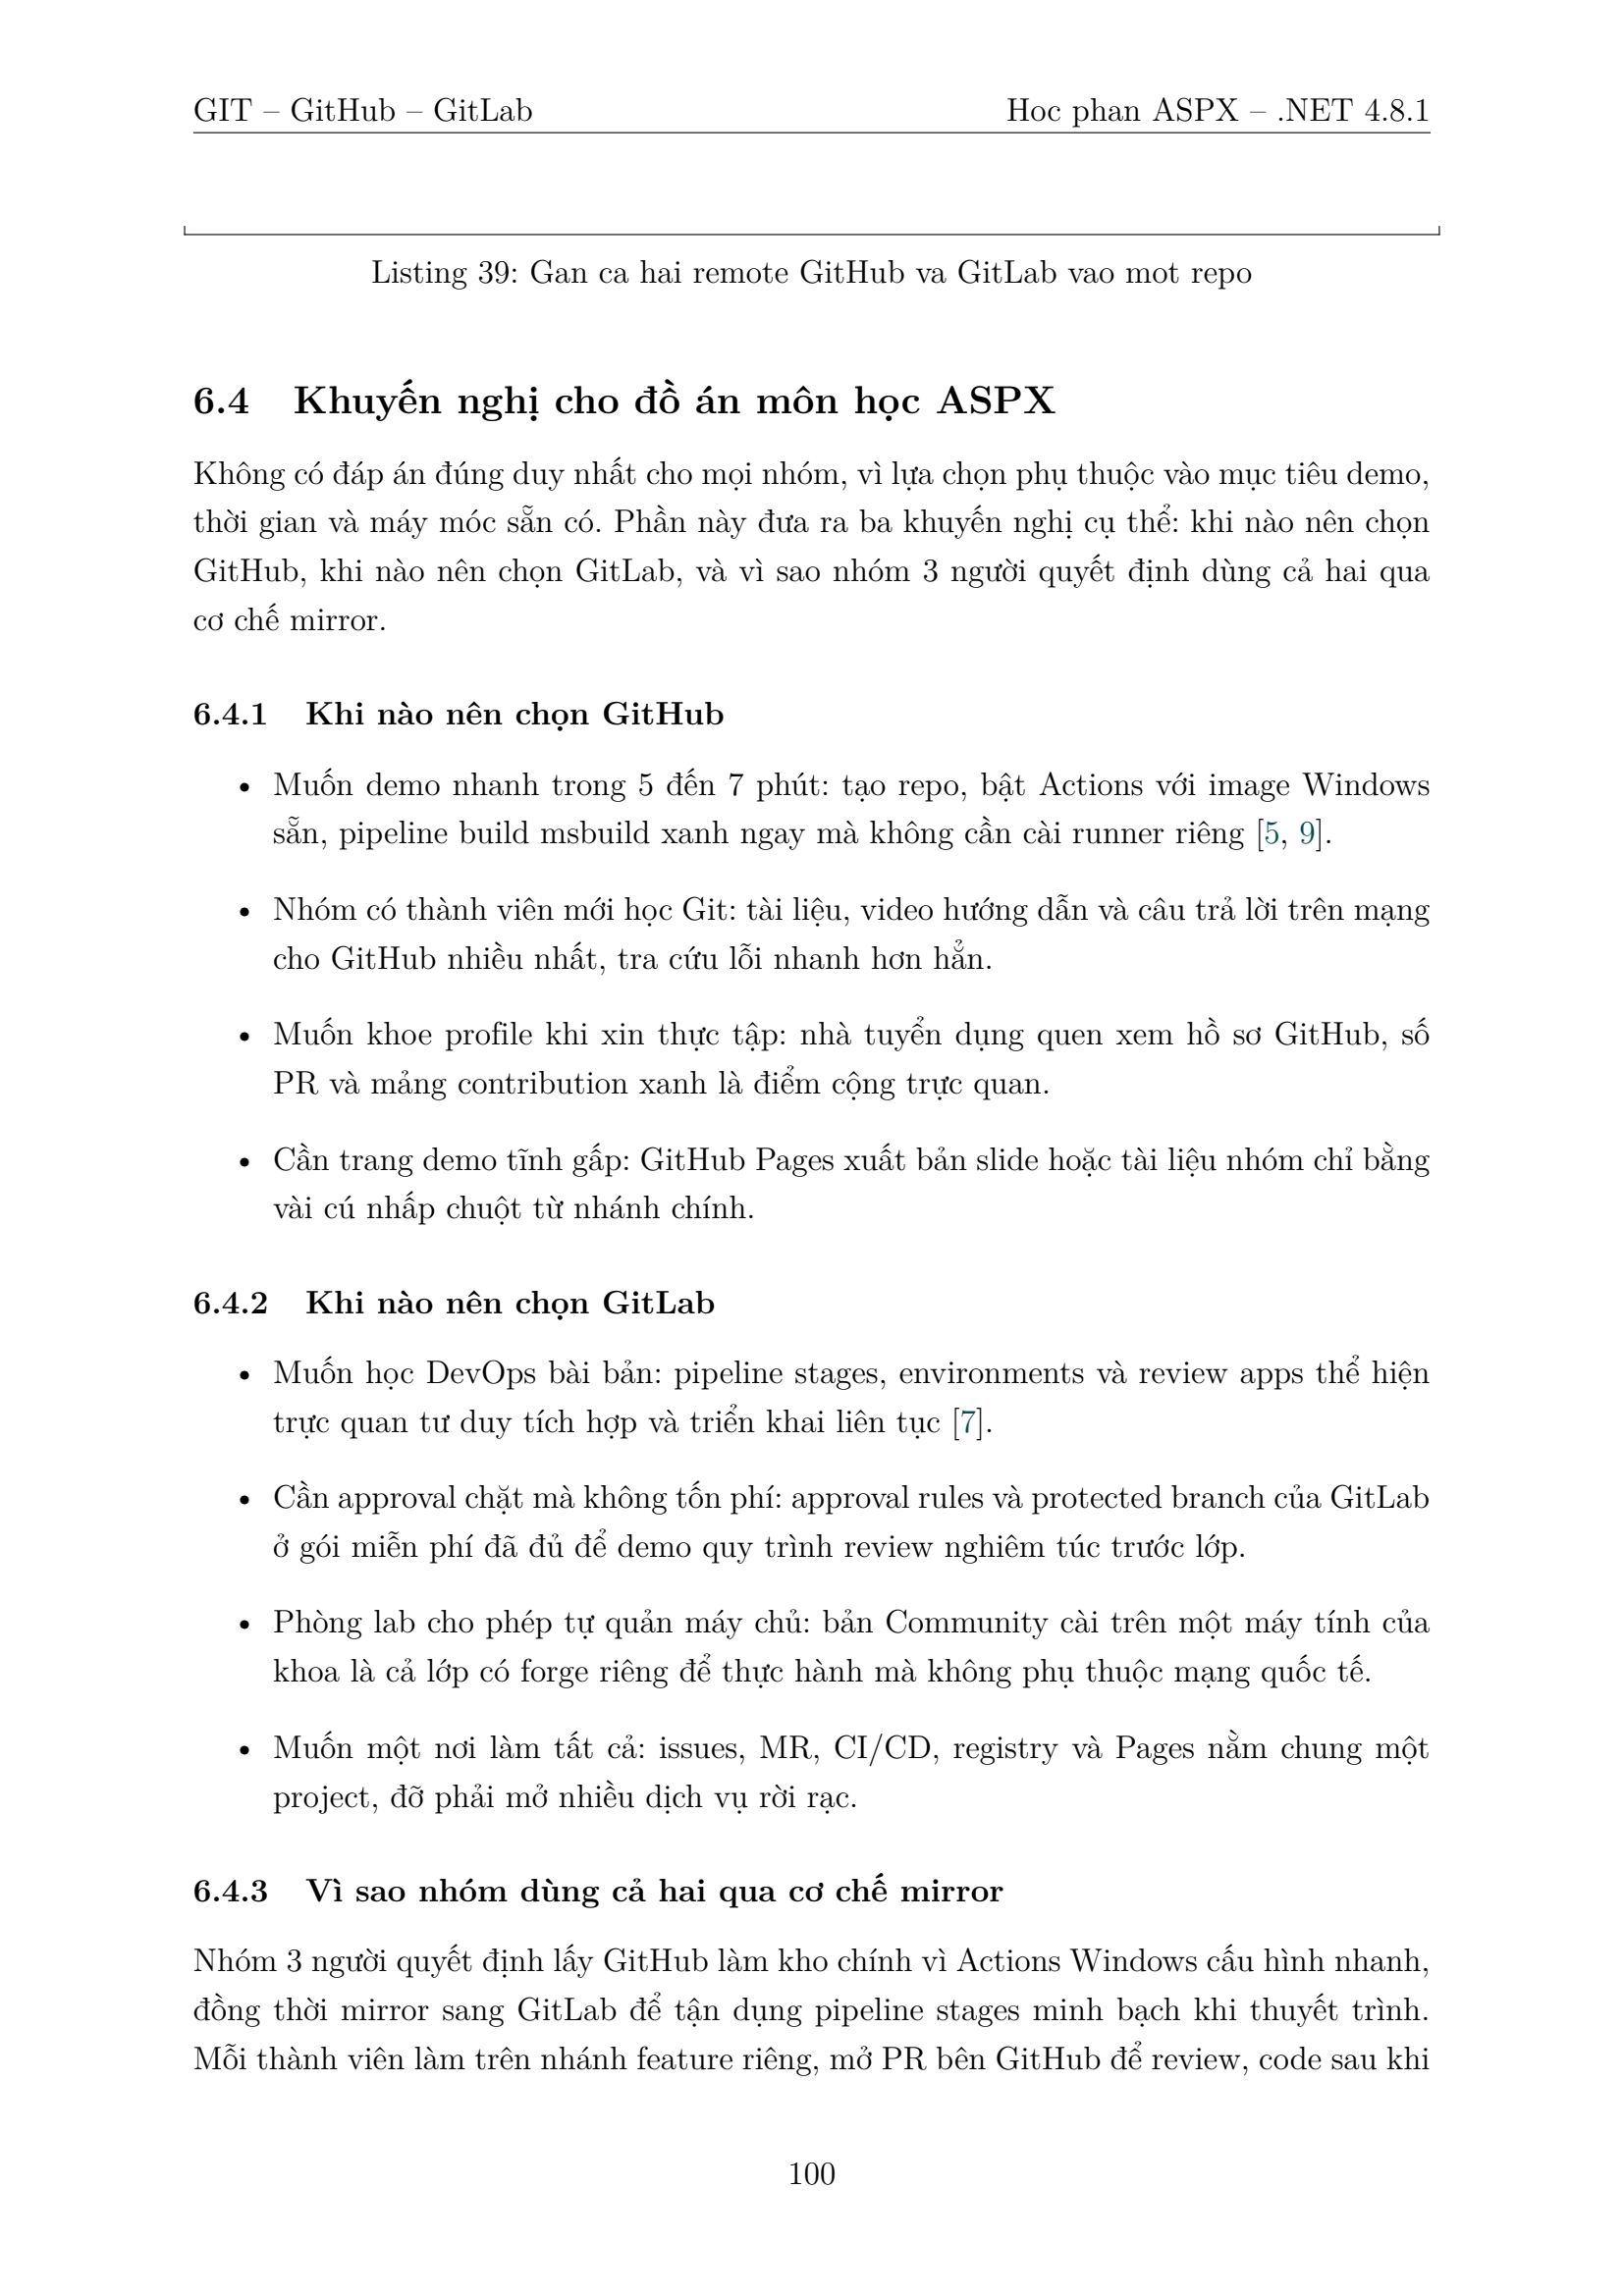 GIT – GitHub – GitLab
Hoc phan ASPX – .NET 4.8.1
Listing 39: Gan ca hai remote GitHub va GitLab vao mot repo
6.4 Khuyến nghị cho đồ án môn học ASPX
Không có đáp án đúng duy nhất cho mọi nhóm, vì lựa chọn phụ thuộc vào mục tiêu demo,
thời gian và máy móc sẵn có. Phần này đưa ra ba khuyến nghị cụ thể: khi nào nên chọn
GitHub, khi nào nên chọn GitLab, và vì sao nhóm 3 người quyết định dùng cả hai qua
cơ chế mirror.
6.4.1 Khi nào nên chọn GitHub
• Muốn demo nhanh trong 5 đến 7 phút: tạo repo, bật Actions với image Windows
sẵn, pipeline build msbuild xanh ngay mà không cần cài runner riêng [5, 9].
• Nhóm có thành viên mới học Git: tài liệu, video hướng dẫn và câu trả lời trên mạng
cho GitHub nhiều nhất, tra cứu lỗi nhanh hơn hẳn.
• Muốn khoe profile khi xin thực tập: nhà tuyển dụng quen xem hồ sơ GitHub, số
PR và mảng contribution xanh là điểm cộng trực quan.
• Cần trang demo tĩnh gấp: GitHub Pages xuất bản slide hoặc tài liệu nhóm chỉ bằng
vài cú nhấp chuột từ nhánh chính.
6.4.2 Khi nào nên chọn GitLab
• Muốn học DevOps bài bản: pipeline stages, environments và review apps thể hiện
trực quan tư duy tích hợp và triển khai liên tục [7].
• Cần approval chặt mà không tốn phí: approval rules và protected branch của GitLab
ở gói miễn phí đã đủ để demo quy trình review nghiêm túc trước lớp.
• Phòng lab cho phép tự quản máy chủ: bản Community cài trên một máy tính của
khoa là cả lớp có forge riêng để thực hành mà không phụ thuộc mạng quốc tế.
• Muốn một nơi làm tất cả: issues, MR, CI/CD, registry và Pages nằm chung một
project, đỡ phải mở nhiều dịch vụ rời rạc.
6.4.3 Vì sao nhóm dùng cả hai qua cơ chế mirror
Nhóm 3 người quyết định lấy GitHub làm kho chính vì Actions Windows cấu hình nhanh,
đồng thời mirror sang GitLab để tận dụng pipeline stages minh bạch khi thuyết trình.
Mỗi thành viên làm trên nhánh feature riêng, mở PR bên GitHub để review, code sau khi
100